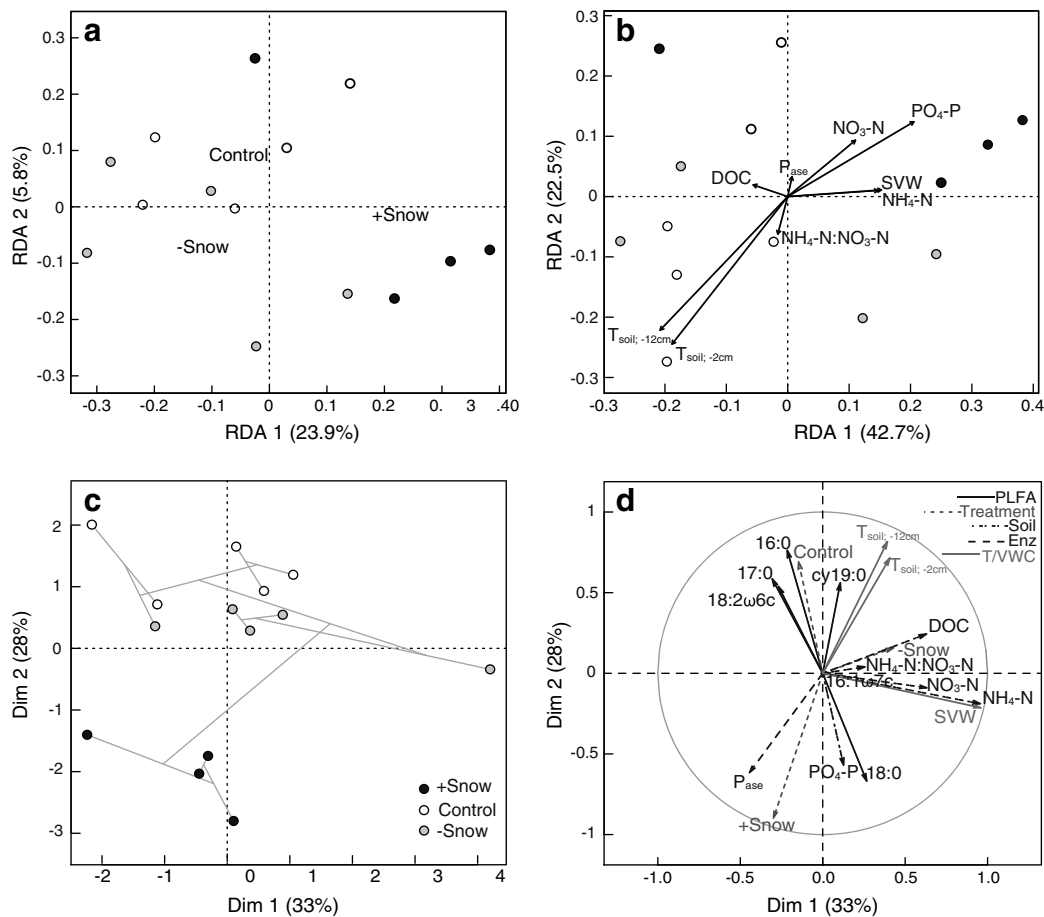 a
0.3
0.2
0.1
0
-0.1
-0.2
-0.3
RDA 2 (5.8%)
Control
+Snow
-Snow
-0.3
-0.2
-0.1
0
0.1
0.2
0.
3
.40
RDA 1 (23.9%)
b
0.3
0.2
0.1
0
-0.1
-0.2
-0.3
RDA 2 (22.5%)
PO₄-P
NO₃-N
Pase
DOC
SVW
NH₄-N
NH₄-N:NO₃-N
Tsoil; -12cm
Tsoil; -2cm
-0.3
-0.2
-0.1
0
0.1
0.2
0.3
0.4
RDA 1 (42.7%)
c
2
1
0
-1
-2
-3
Dim 2 (28%)
+Snow
Control
-Snow
-2
-1
0
1
2
3
4
Dim 1 (33%)
d
1
0.5
0
-0.5
-1
Dim 2 (28%)
PLFA
Treatment
Soil
Enz
T/VWC
Tsoil; -12cm
16:0
Control
Tsoil; -2cm
17:0
cy19:0
18:2ω6c
DOC
-Snow
NH₄-N:NO₃-N
16:1ω7c
NO₃-N
NH₄-N
SVW
Pase
PO₄-P
18:0
+Snow
-1.0
-0.5
0.0
0.5
1.0
Dim 1 (33%)